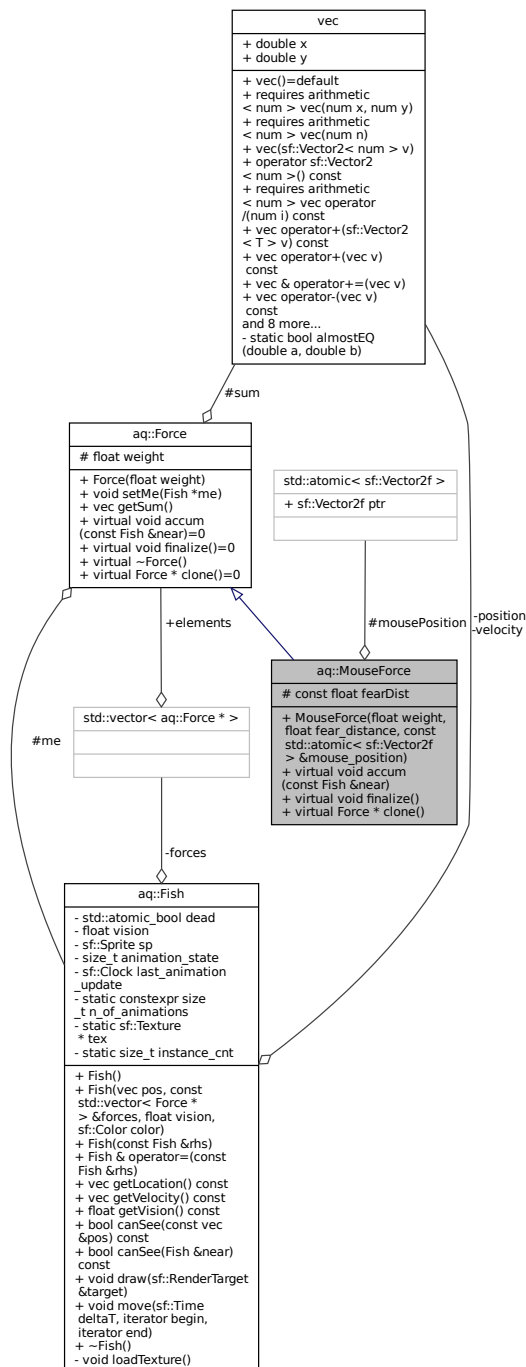 vec
+ double x
+ double y
+ vec()=default
+ requires arithmetic
< num > vec(num x, num y)
+ requires arithmetic
< num > vec(num n)
+ vec(sf::Vector2< num > v)
+ operator sf::Vector2
< num >() const
+ requires arithmetic
< num > vec operator
/(num i) const
+ vec operator+(sf::Vector2
< T > v) const
+ vec operator+(vec v)
const
+ vec & operator+=(vec v)
+ vec operator-(vec v)
const
and 8 more...
- static bool almostEQ
(double a, double b)
#sum
aq::Force
# float weight
+ Force(float weight)
+ void setMe(Fish *me)
+ vec getSum()
+ virtual void accum
(const Fish &near)=0
+ virtual void finalize()=0
+ virtual ~Force()
+ virtual Force * clone()=0
std::atomic< sf::Vector2f >
+ sf::Vector2f ptr
+elements
#mousePosition
-position
-velocity
aq::MouseForce
# const float fearDist
+ MouseForce(float weight,
float fear_distance, const
std::atomic< sf::Vector2f
> &mouse_position)
+ virtual void accum
(const Fish &near)
+ virtual void finalize()
+ virtual Force * clone()
std::vector< aq::Force * >
#me
-forces
aq::Fish
- std::atomic_bool dead
- float vision
- sf::Sprite sp
- size_t animation_state
- sf::Clock last_animation
_update
- static constexpr size
_t n_of_animations
- static sf::Texture
* tex
- static size_t instance_cnt
+ Fish()
+ Fish(vec pos, const
std::vector< Force *
> &forces, float vision,
sf::Color color)
+ Fish(const Fish &rhs)
+ Fish & operator=(const
Fish &rhs)
+ vec getLocation() const
+ vec getVelocity() const
+ float getVision() const
+ bool canSee(const vec
&pos) const
+ bool canSee(Fish &near)
const
+ void draw(sf::RenderTarget
&target)
+ void move(sf::Time
deltaT, iterator begin,
iterator end)
+ ~Fish()
- void loadTexture()